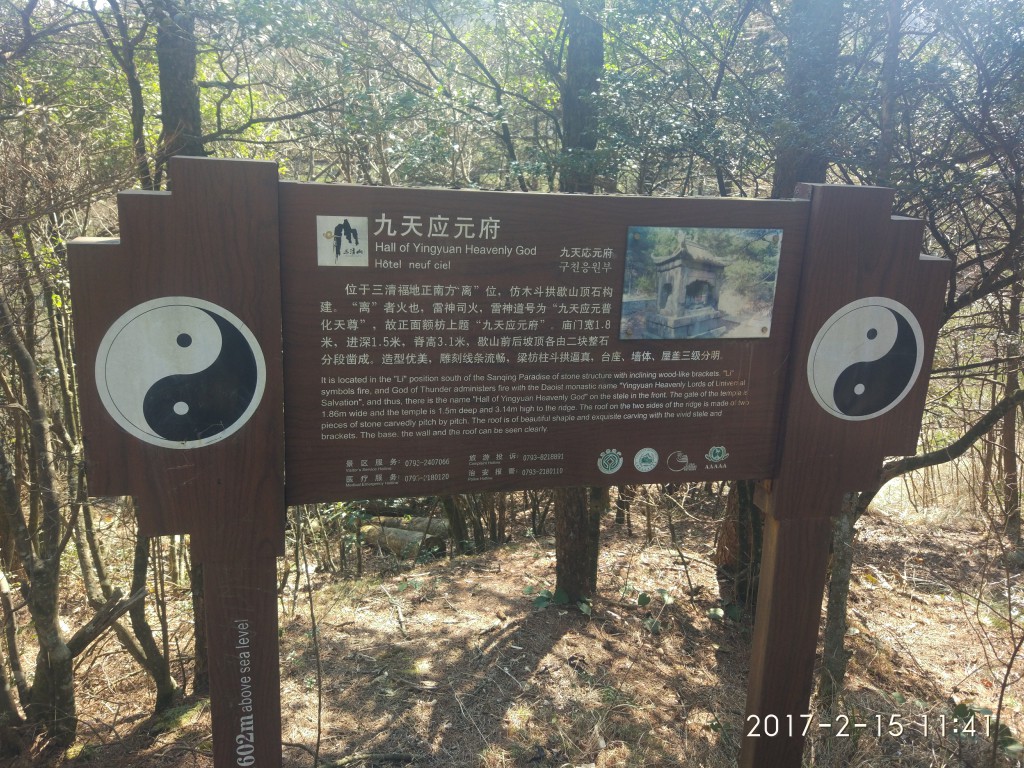 九天应元府
Hall of Yingyuan Heavenly God
Hôtel neuf ciel
九天応元府
구천응원부
三清山
位于三清福地正南方“离”位，仿木斗拱歇山顶石构
建。“离”者火也，雷神司火，雷神道号为“九天应元普
化天尊”，故正面额枋上题“九天应元府”。庙门宽1.8
米、进深1.5米，脊高3.1米，歇山前后坡顶各由二块整石
分段凿成，造型优美，雕刻线条流畅，梁枋柱斗拱逼真，台座、墙体、屋盖三级分明。
It is located in the "Li" position south of the Sanqing Paradise of stone structure with inclining wood-like brackets. "Li"
symbols fire, and God of Thunder administers fire with the Daoist monastic name "Yingyuan Heavenly Lords of Universal
Salvation", and thus, there is the name "Hall of Yingyuan Heavenly God" on the stele in the front. The gate of the temple is
1.86m wide and the temple is 1.5m deep and 3.14m high to the ridge. The roof on the two sides of the ridge is made of two
pieces of stone carvedly pitch by pitch. The roof is of beautiful shaple and exquisite carving with the vivid stele and
brackets. The base, the wall and the roof can be seen clearly.
景区服务: 0793-2407066
旅游投诉: 0793-8218691
医疗服务: 0793-2180120
治安报警: 0793-2180110
Medical Emergency Hotline
Complaint Hotline
Police Hotline
AAAAA
602m above sea level
2017-2-15 11:41